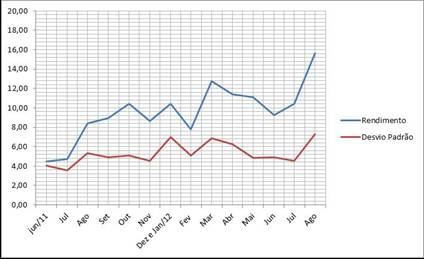 20,00
18,00
16,00
14,00
12,00
10,00
8,00
6,00
4,00
2,00
0,00
jun/11
Jul
Ago
Set
Out
Nov
Dez e Jan/12
Fev
Mar
Abr
Mai
Jun
Jul
Ago
Rendimento
Desvio Padrão